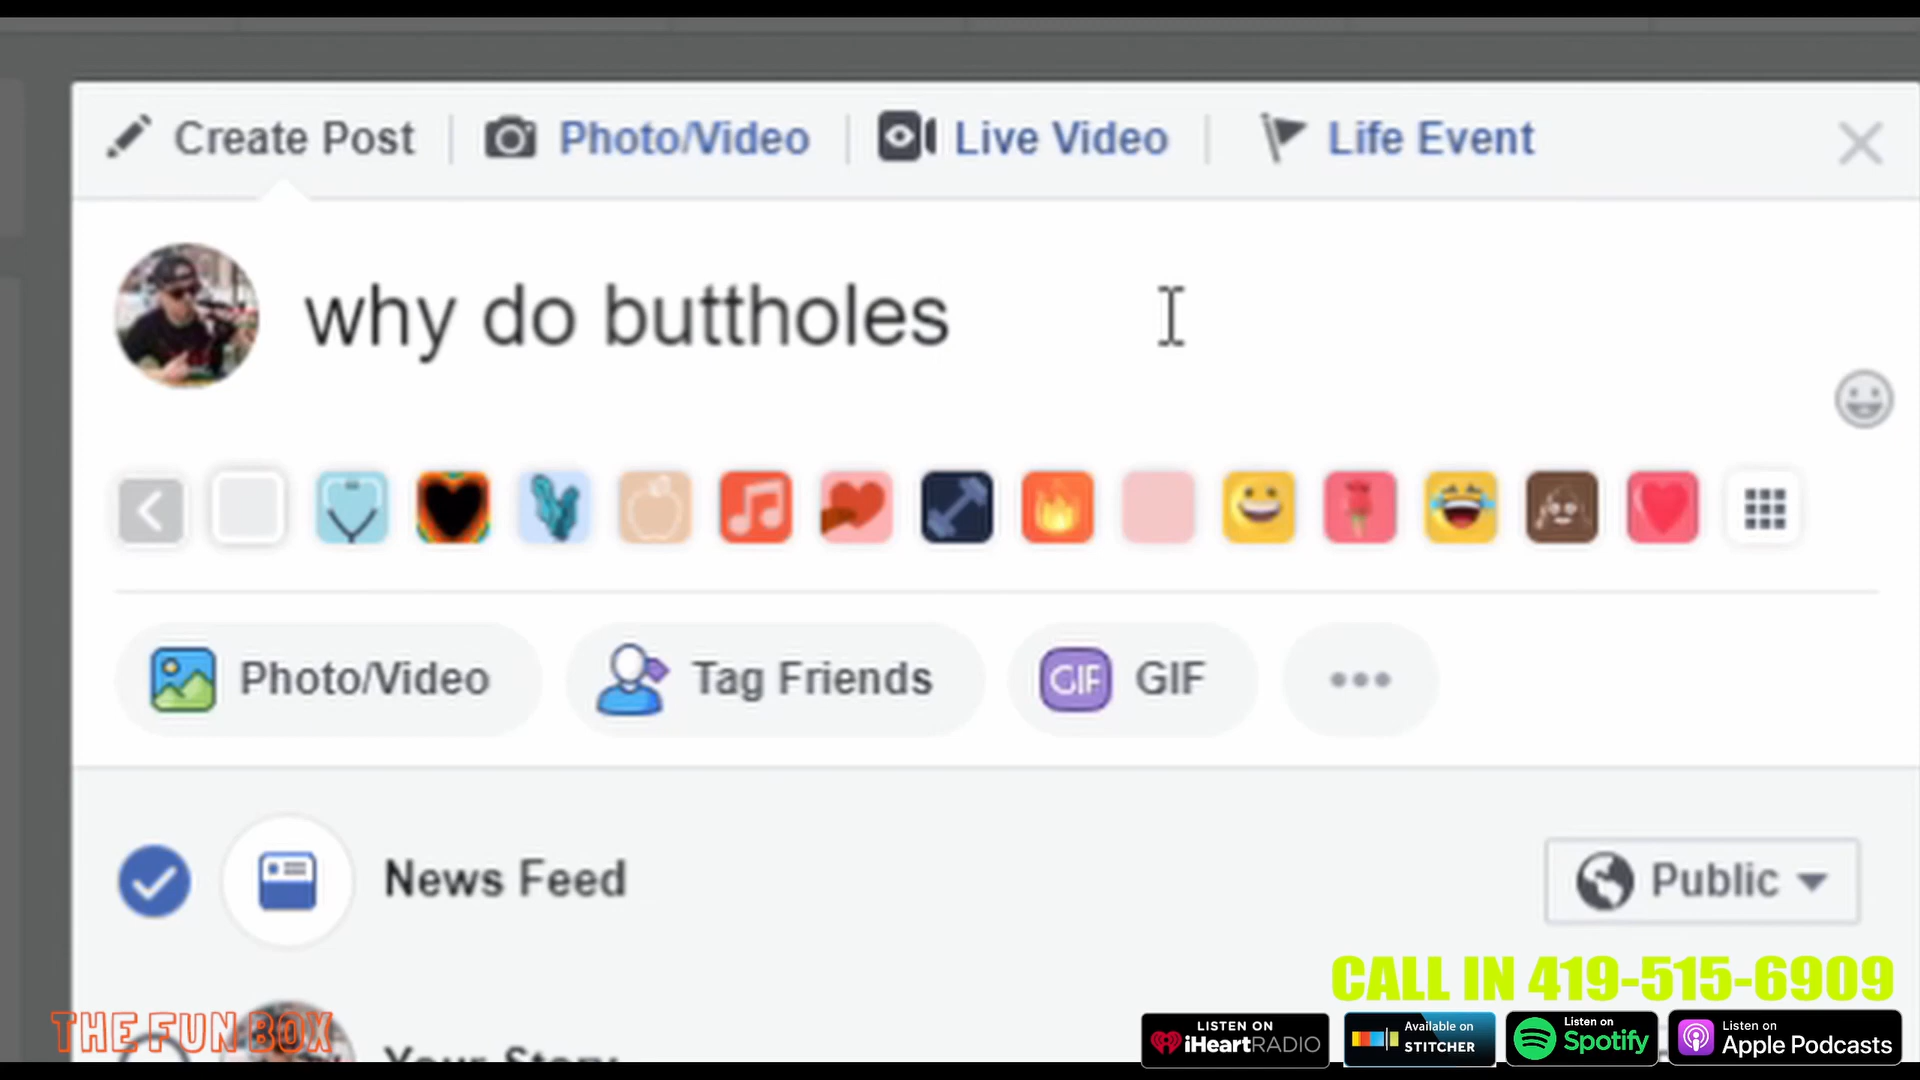 Create Post
Photo/Video
Live Video
Life Event
why do buttholes
Photo/Video
Tag Friends
GIF
GIF
News Feed
Public
CALL IN 419-515-6909
THE FUN BOX
Your Story
LISTEN ON
iHeartRADIO
Available on
STITCHER
Listen on
Spotify
Listen on
Apple Podcasts